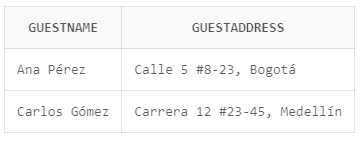 GUESTNAME GUESTADDRESS
Ana Pérez Calle 5 #8-23, Bogotá
Carlos Gómez Carrera 12 #23-45, Medellín